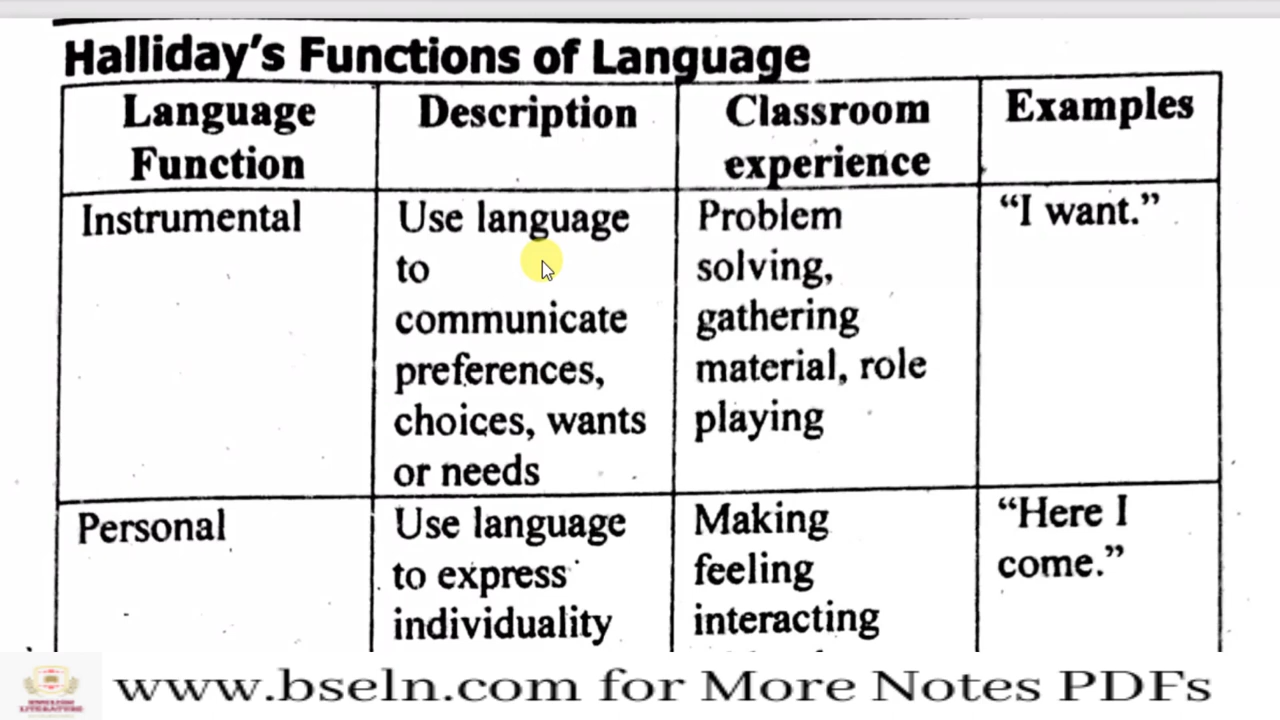 Halliday's Functions of Language
Language Function
Description
Classroom experience
Examples
Instrumental
Use language
to
communicate
preferences,
choices, wants
or needs
Problem
solving,
gathering
material, role
playing
"I want."
Personal
Use language
to express
individuality
Making
feeling
interacting
"Here I
come."
ENGLISH
LITERATURE
www.bseln.com for More Notes PDFs